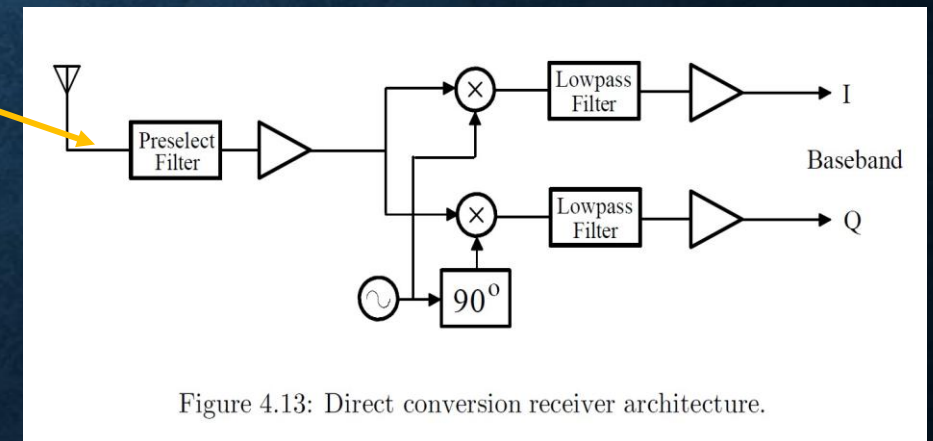 Preselect
Filter
Lowpass
Filter
I
Baseband
Lowpass
Filter
Q
90°
Figure 4.13: Direct conversion receiver architecture.